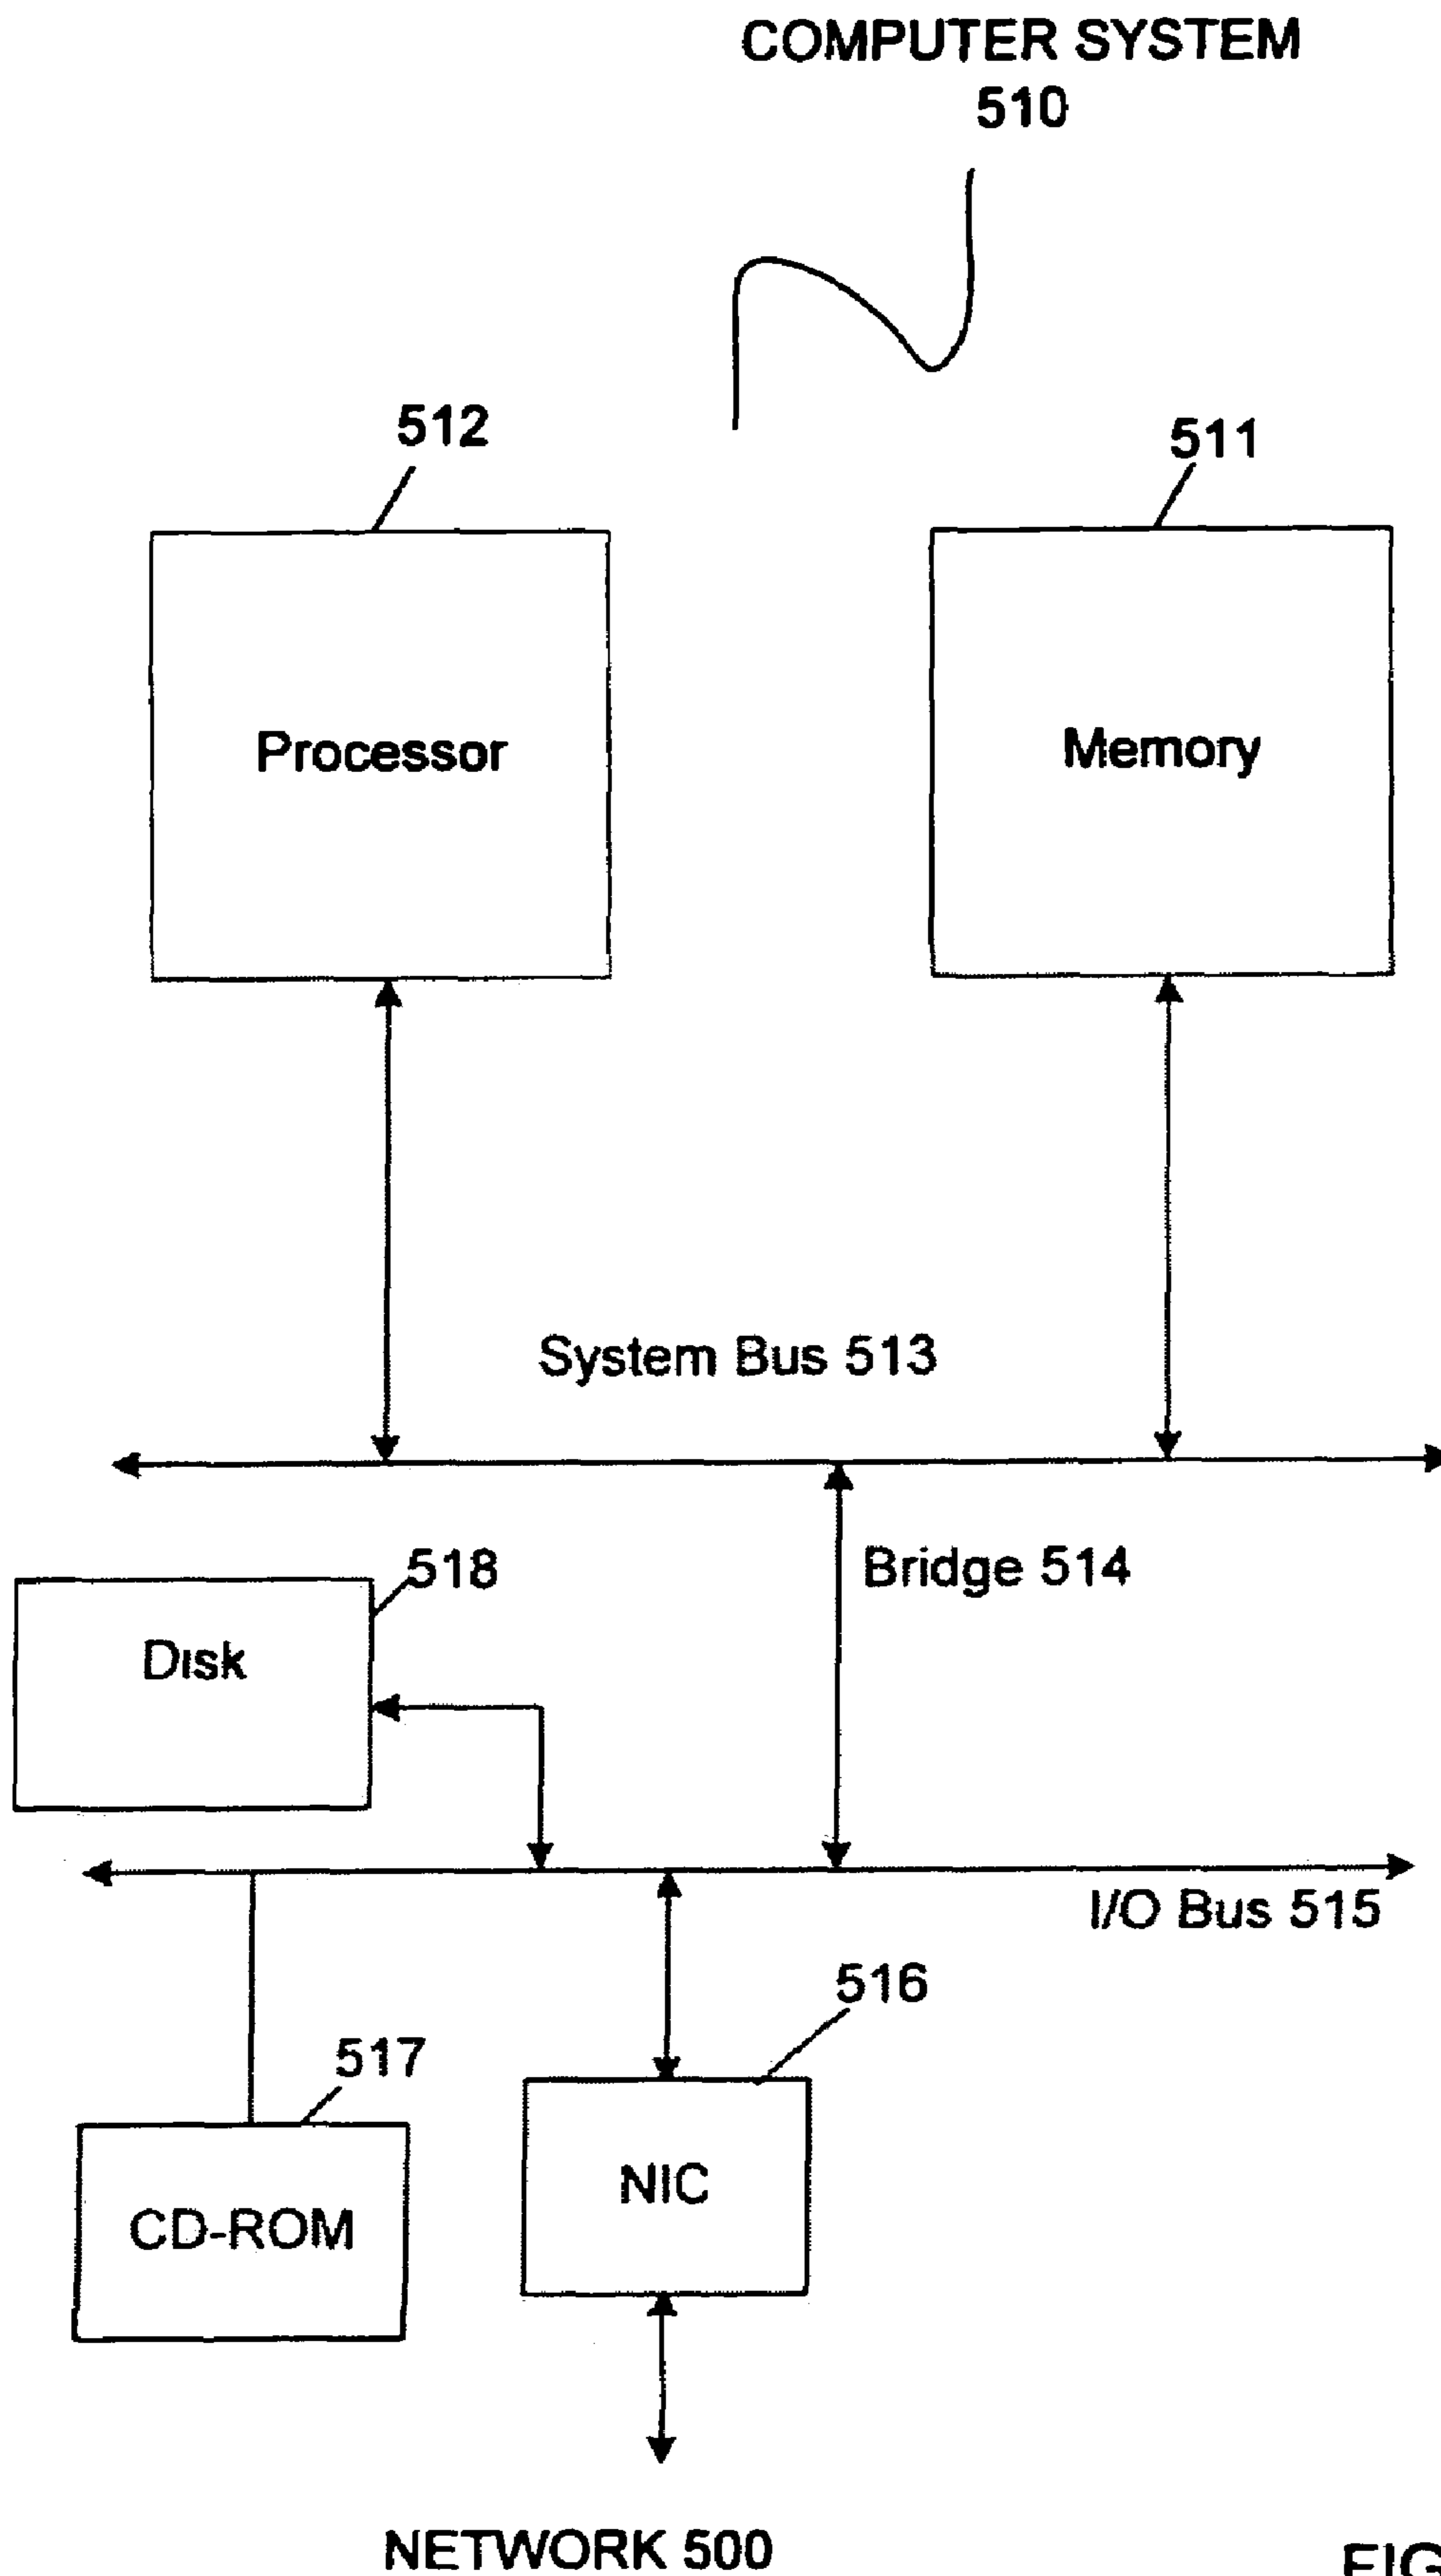 COMPUTER SYSTEM
510
512
511
Processor
Memory
System Bus 513
Bridge 514
518
Disk
I/O Bus 515
516
517
NIC
CD-ROM
NETWORK 500
FIG